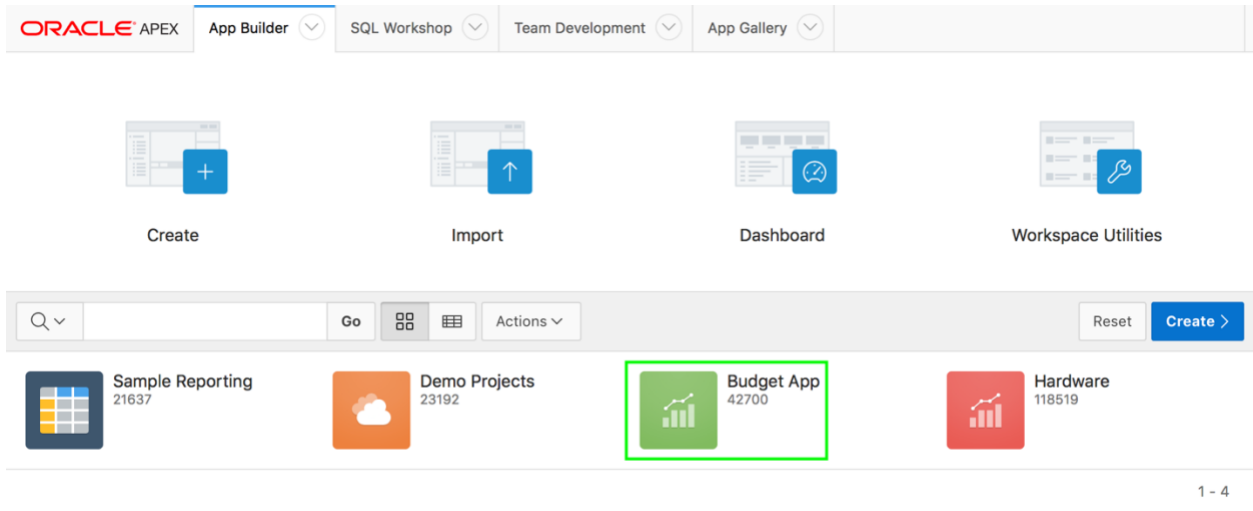 ORACLE APEX App Builder SQL Workshop Team Development App Gallery
Create Import Dashboard Workspace Utilities
Go Actions Reset Create
Sample Reporting Demo Projects Budget App Hardware
21637 23192 42700 118519
1 - 4